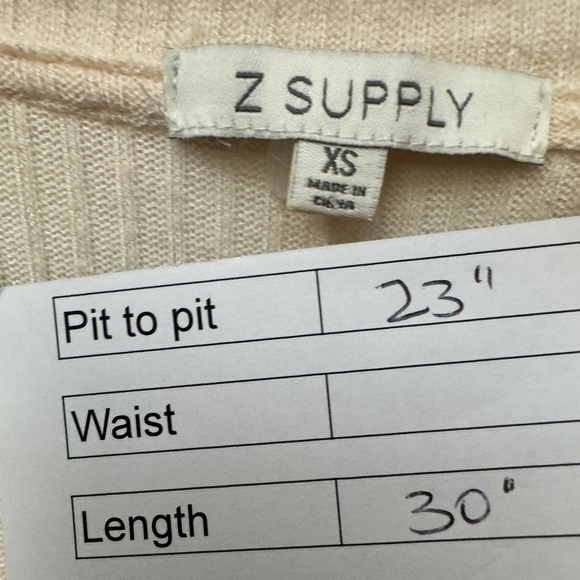 Z SUPPLY
XS
MADE IN
CHINA
Pit to pit 23"
Waist
Length 30"